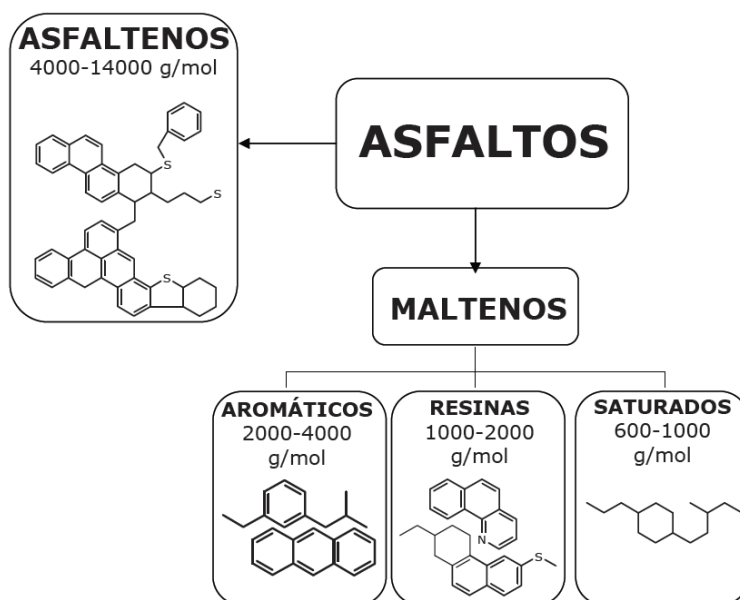 ASFALTENOS
4000-14000 g/mol
S
S
S
ASFALTOS
MALTENOS
AROMÁTICOS
2000-4000
g/mol
RESINAS
1000-2000
g/mol
N
S
SATURADOS
600-1000
g/mol